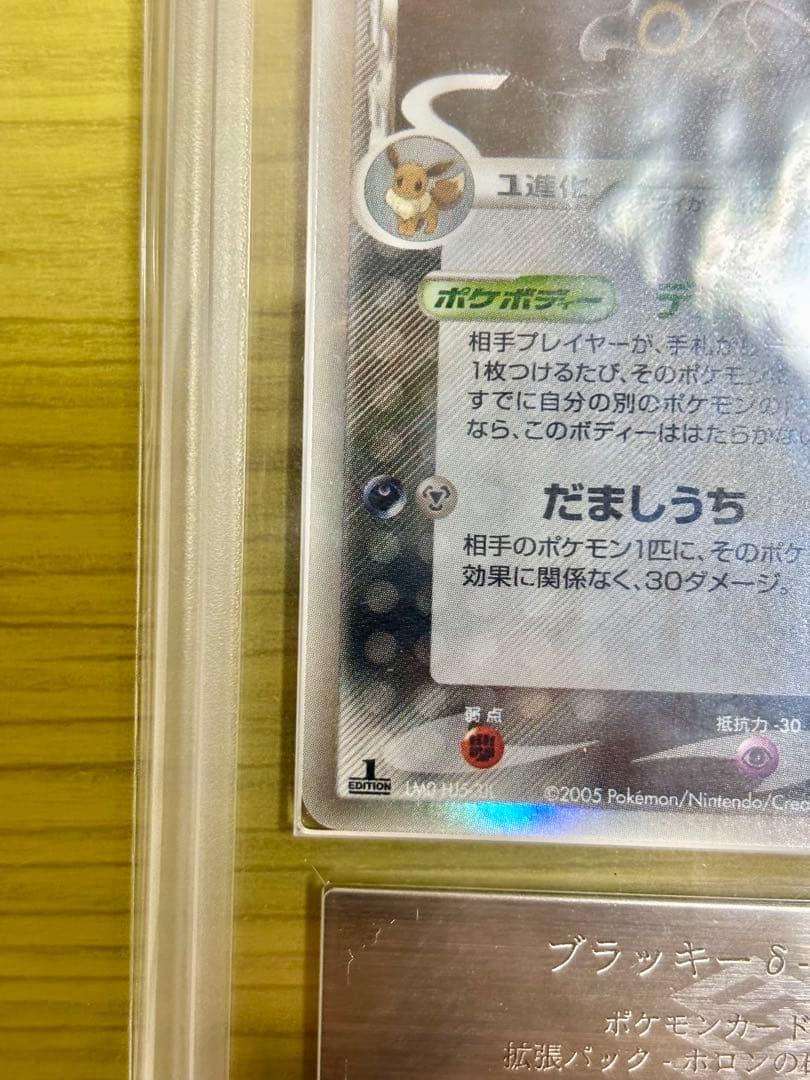 1進化
ポケボディー
相手プレイヤーが、手札から
1枚つけるたび、そのポケモンに
すでに自分の別のポケモンの
なら、このボディーははたらかない
だましうち
相手のポケモン1匹に、そのポケ
効果に関係なく、30ダメージ。
弱点
抵抗力 -30
1
EDITION
©2005 Pokémon/Nintendo/Crea
ブラッキー δ -
ポケモンカード
拡張パック - ホロンの